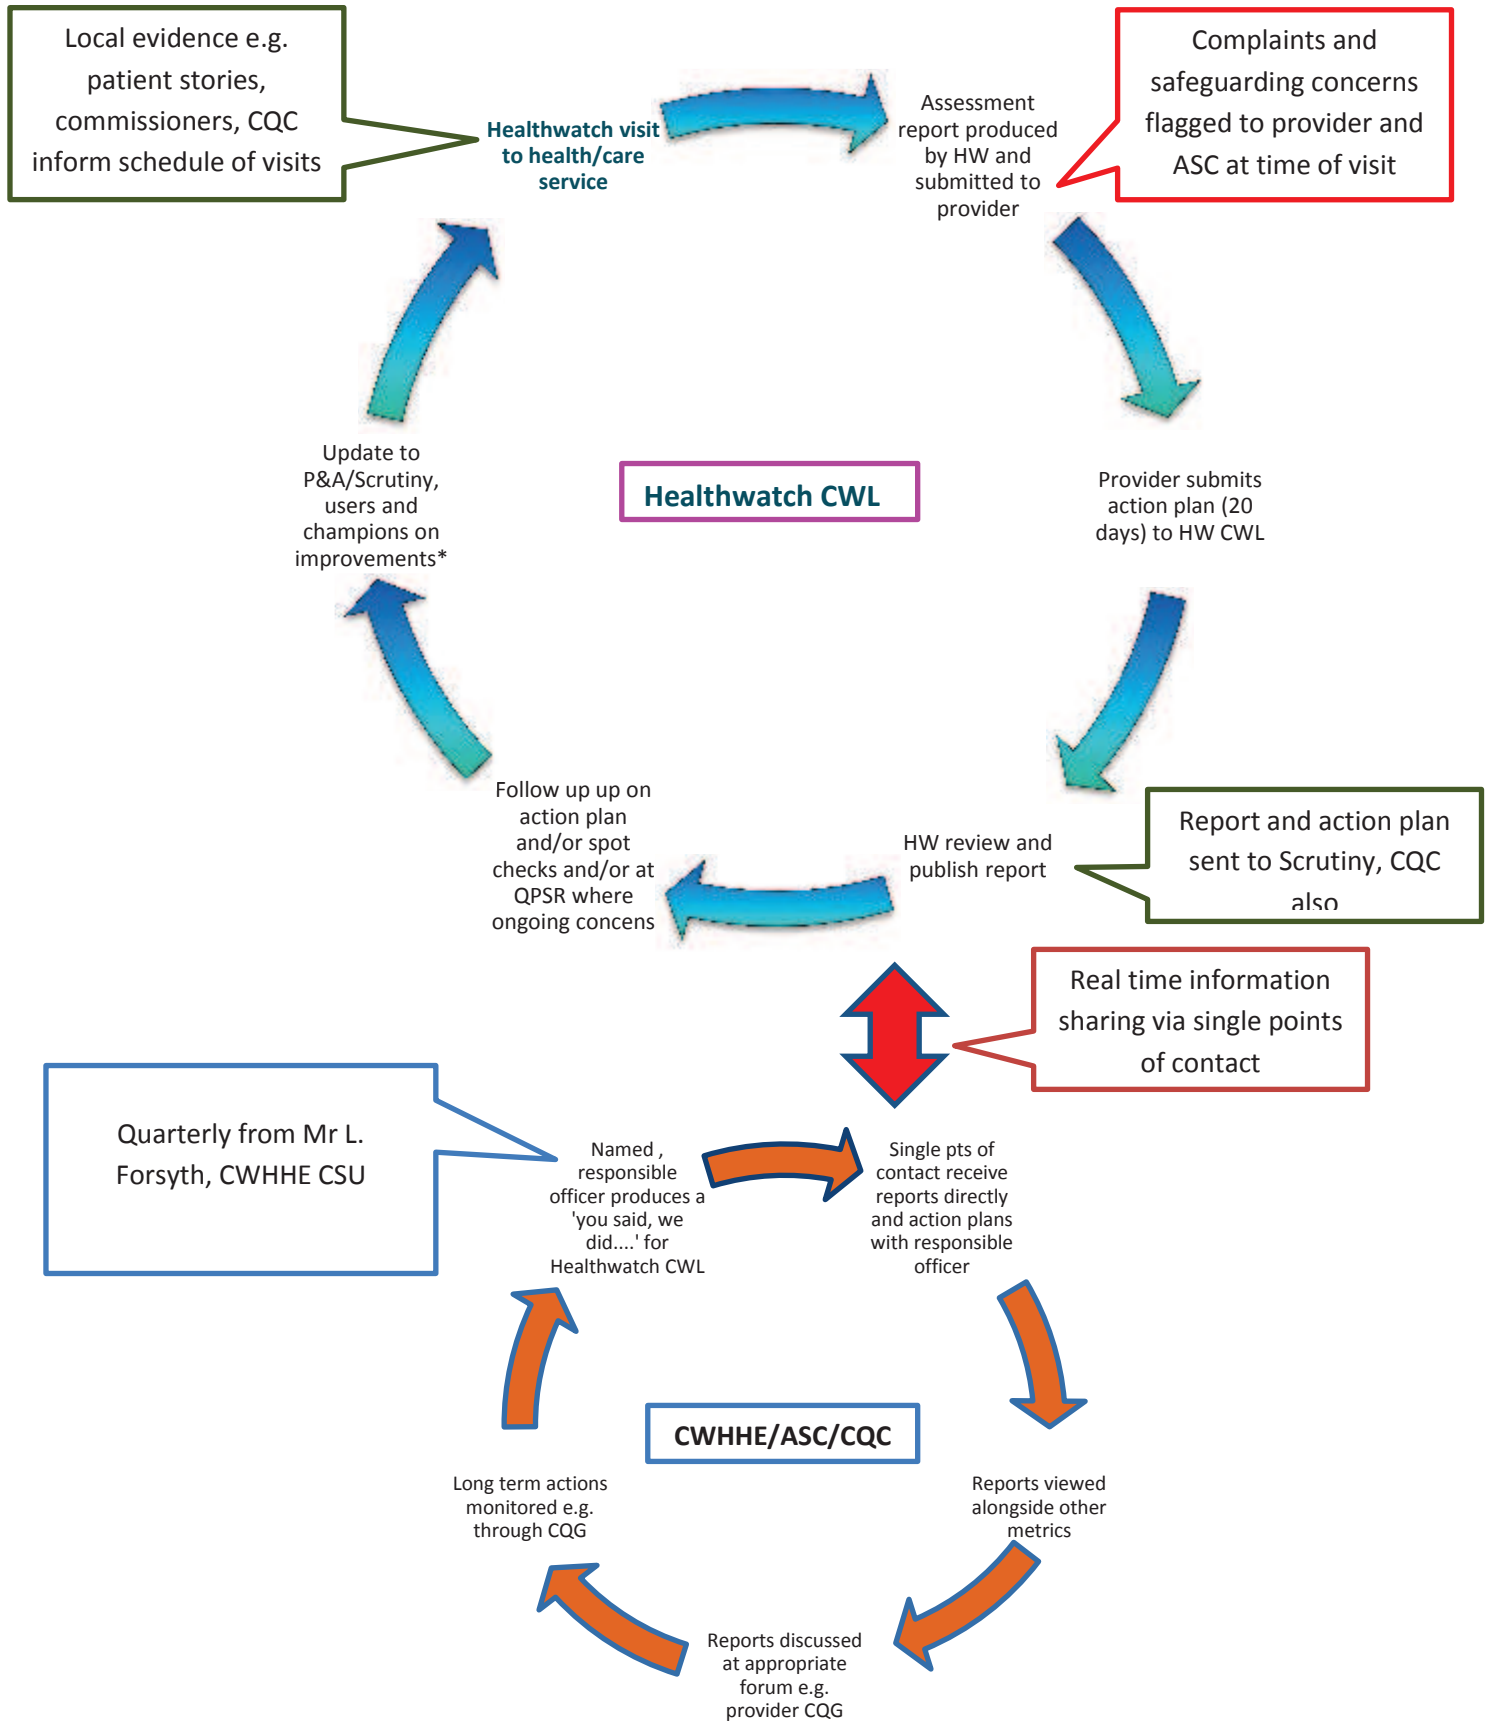 Local evidence e.g.
patient stories,
commissioners, CQC
inform schedule of visits
Healthwatch visit
to health/care
service
Assessment
report produced
by HW and
submitted to
provider
Complaints and
safeguarding concerns
flagged to provider and
ASC at time of visit
Update to
P&A/Scrutiny,
users and
champions on
improvements*
Healthwatch CWL
Provider submits
action plan (20
days) to HW CWL
Follow up up on
action plan
and/or spot
checks and/or at
QPSR where
ongoing concens
HW review and
publish report
Report and action plan
sent to Scrutiny, CQC
also
Real time information
sharing via single points
of contact
Quarterly from Mr L.
Forsyth, CWHHE CSU
Named ,
responsible
officer produces a
'you said, we
did....' for
Healthwatch CWL
Single pts of
contact receive
reports directly
and action plans
with responsible
officer
CWHHE/ASC/CQC
Long term actions
monitored e.g.
through CQG
Reports viewed
alongside other
metrics
Reports discussed
at appropriate
forum e.g.
provider CQG